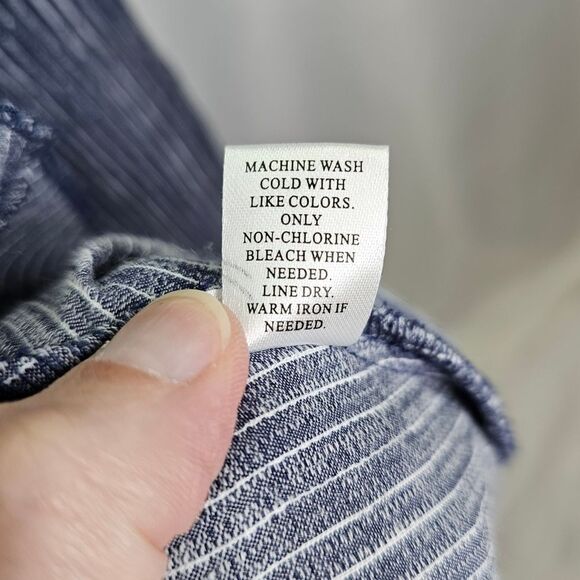 MACHINE WASH
COLD WITH
LIKE COLORS.
ONLY
NON-CHLORINE
BLEACH WHEN
NEEDED.
LINE DRY.
WARM IRON IF
NEEDED.